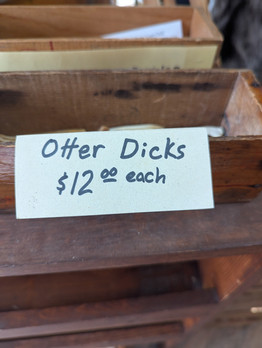 Otter Dicks
$12.00 each